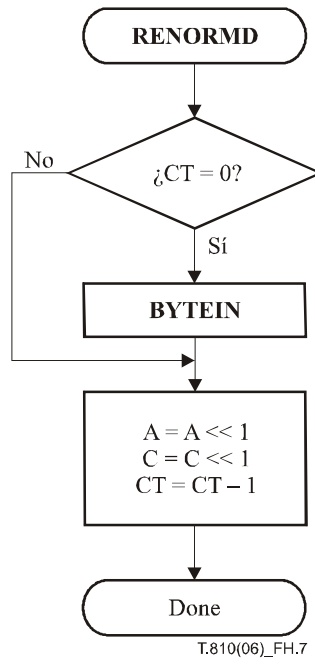 RENORMD
¿CT = 0?
No
Sí
BYTEIN
A = A << 1
C = C << 1
CT = CT – 1
Done
T.810(06)_FH.7